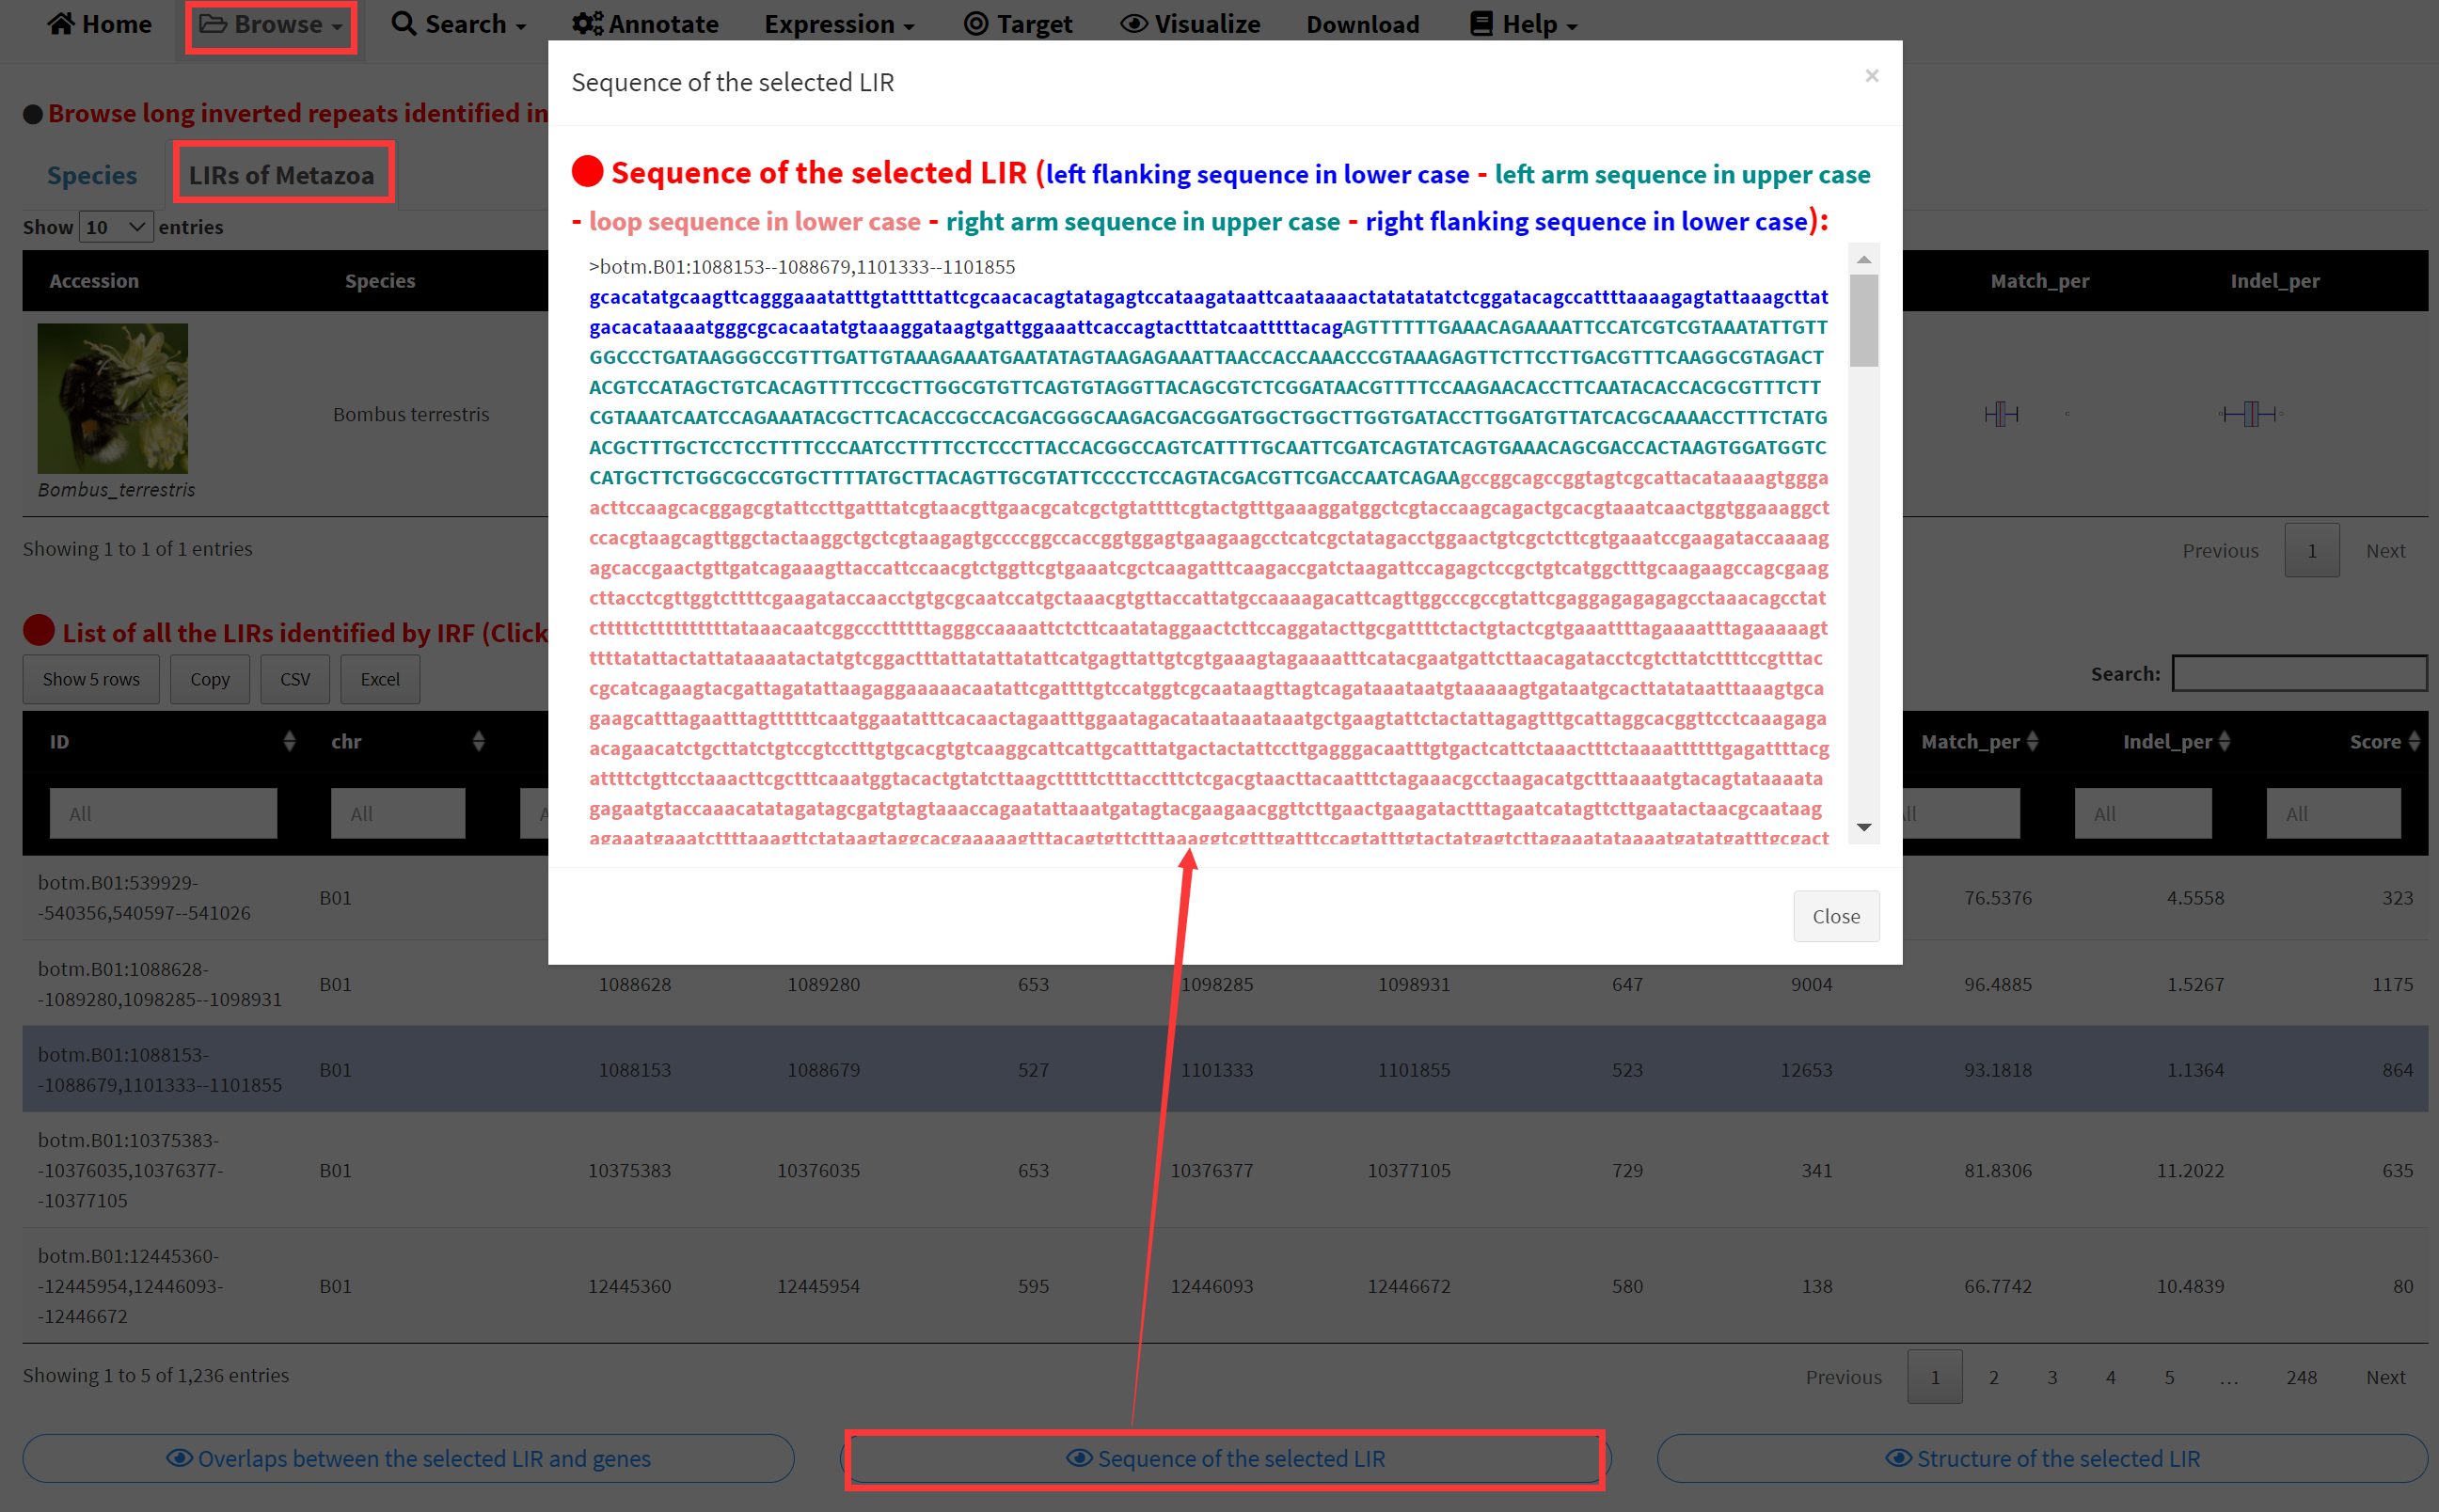 Home Browse Search Annotate Expression Target Visualize Download Help
Sequence of the selected LIR ×
Browse long inverted repeats identified in
Species LIRs of Metazoa
Sequence of the selected LIR (left flanking sequence in lower case - left arm sequence in upper case
- loop sequence in lower case - right arm sequence in upper case - right flanking sequence in lower case):
Show 10 entries
Accession Species Match_per Indel_per
>botm.B01:1088153--1088679,1101333--1101855
gcacatatgcaagttcagggaaatatttgtattttattcgcaacacagtatagagtccataagataattcaataaaactatatatatctcggatacagccattttaaaagagtattaaagcttat
gacacataaaatgggcgcacaatatgtaaaggataagtgattggaaattcaccagtactttatcaatttttacagAGTTTTTTGAAACAGAAAATTCCATCGTCGTAAATATTGTT
GGCCCTGATAAGGGCCGTTTGATTGTAAAGAAATGAATATAGTAAGAGAAATTAACCACCAAACCCGTAAAGAGTTCTTCCTTGACGTTTCAAGGCGTAGACT
ACGTCCATAGCTGTCACAGTTTTCCGCTTGGCGTGTTCAGTGTAGGTTACAGCGTCTCGGATAACGTTTTCCAAGAACACCTTCAATACACCACGCGTTTCTT
CGTAAATCAATCCAGAAATACGCTTCACACCGCCACGACGGGCAAGACGACGGATGGCTGGCTTGGTGATACCTTGGATGTTATCACGCAAAACCTTTCTATG
ACGCTTTGCTCCTCCTTTTCCCAATCCTTTTCCTCCCTTACCACGGCCAGTCATTTTGCAATTCGATCAGTATCAGTGAAACAGCGACCACTAAGTGGATGGTC
CATGCTTCTGGCGCCGTGCTTTTATGCTTACAGTTGCGTATTCCCCTCCAGTACGACGTTCGACCAATCAGAAgccggcagccggtagtcgcattacataaaagtggga
acttccaagcacggagcgtattccttgatttatcgtaacgttgaacgcatcgctgtattttcgtactgtttgaaaggatggctcgtaccaagcagactgcacgtaaatcaactggtggaaaggct
ccacgtaagcagttggctactaaggctgctcgtaagagtgccccggccaccggtggagtgaagaagcctcatcgctatagacctggaactgtcgctcttcgtgaaatccgaagataccaaaag
agcaccgaactgttgatcagaaagttaccattccaacgtctggttcgtgaaatcgctcaagatttcaagaccgatctaagattccagagctccgctgtcatggctttgcaagaagccagcgaag
cttacctcgttggtcttttcgaagataccaacctgtgcgcaatccatgctaaacgtgttaccattatgccaaaagacattcagttggcccgccgtattcgaggagagagagcctaaacagcctat
ctttttcttttttttttataaacaatcggcccttttttagggccaaaattctcttcaatataggaactcttccaggatacttgcgattttctactgtactcgtgaaattttagaaaatttagaaaaagt
ttttatattactattataaaatactatgtcggactttattatattatattcatgagttattgtcgtgaaagtagaaaatttcatacgaatgattcttaacagatacctcgtcttatcttttccgtttac
cgcatcagaagtacgattagatattaagaggaaaaacaatattcgattttgtccatggtcgcaataagttagtcagataaataatgtaaaaagtgataatgcacttatataatttaaagtgca
gaagcatttagaatttagttttttcaatggaatatttcacaactagaatttggaatagacataataaataaatgctgaagtattctactattagagtttgcattaggcacggttcctcaaagaga
acagaacatctgcttatctgtccgtcctttgtgcacgtgtcaaggcattcattgcatttatgactactattccttgagggacaatttgtgactcattctaaactttctaaaattttttgagattttacg
attttctgttcctaaacttcgctttcaaatggtacactgtatcttaagctttttctttacctttctcgacgtaacttacaatttctagaaacgcctaagacatgctttaaaatgtacagtataaaata
gagaatgtaccaaacatatagatagcgatgtagtaaaccagaatattaaatgatagtacgaagaacggttcttgaactgaagatactttagaatcatagttcttgaatactaacgcaataag
agaaatgaaatcttttaaagttctataagtaggcacgaaaaagtttacagtgttctttaaaggtcgtttgatttccagtatttgtactatgagtcttagaaatataaaatgatatgatttgcgact
Bombus terrestris
Bombus_terrestris
Showing 1 to 1 of 1 entries Previous 1 Next
List of all the LIRs identified by IRF (Click
Show 5 rows Copy CSV Excel Search:
ID chr Match_per Indel_per Score
All All All All
Close
botm.B01:539929-
-540356,540597--541026 B01 76.5376 4.5558 323
botm.B01:1088628-
-1089280,1098285--1098931 B01 1088628 1089280 653 1098285 1098931 647 9004 96.4885 1.5267 1175
botm.B01:1088153-
-1088679,1101333--1101855 B01 1088153 1088679 527 1101333 1101855 523 12653 93.1818 1.1364 864
botm.B01:10375383-
-10376035,10376377-
-10377105 B01 10375383 10376035 653 10376377 10377105 729 341 81.8306 11.2022 635
botm.B01:12445360-
-12445954,12446093-
-12446672 B01 12445360 12445954 595 12446093 12446672 580 138 66.7742 10.4839 80
Showing 1 to 5 of 1,236 entries Previous 1 2 3 4 5 … 248 Next
Overlaps between the selected LIR and genes Sequence of the selected LIR Structure of the selected LIR